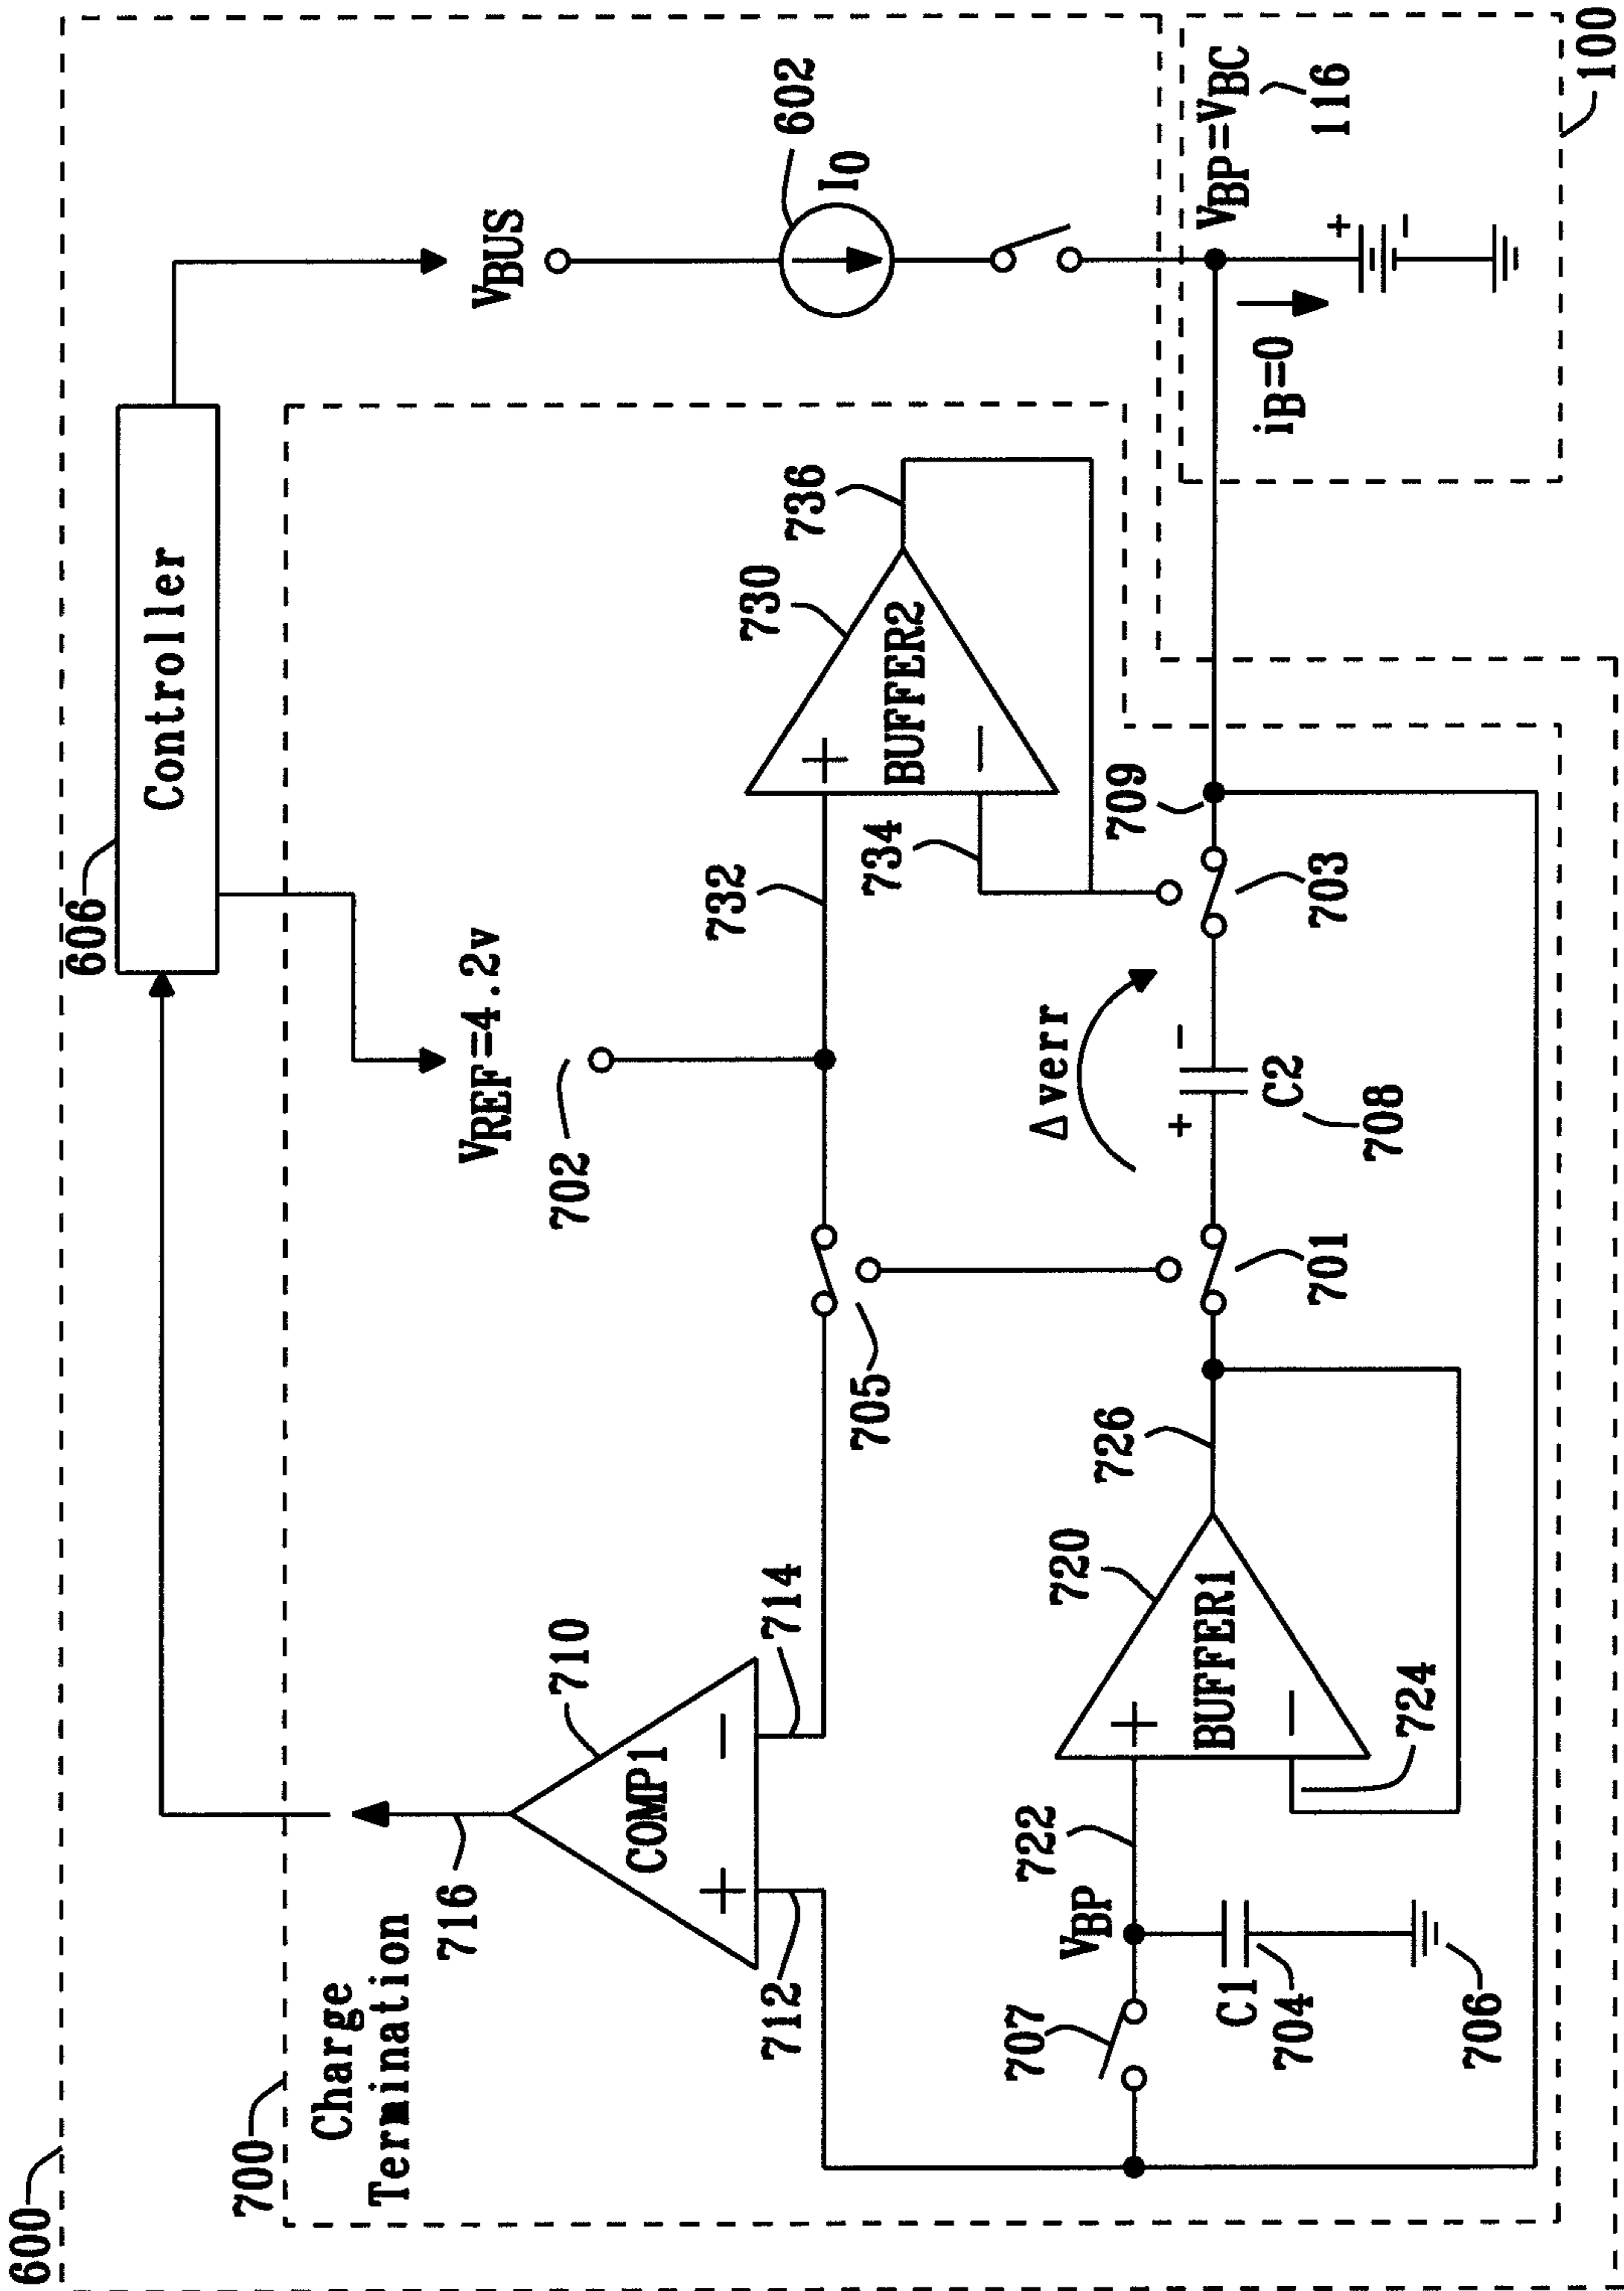 600
700
Charge
Termination
716
606
Controller
VBUS
602
I0
VREF=4.2v
702
710
COMP1
+
−
712
714
705
732
730
BUFFER2
+
−
734
736
707
VBP
722
C1
704
706
720
BUFFER1
+
−
724
726
701
Δverr
+
−
C2
708
703
709
iB=0
VBP=VBC
116
+
−
100